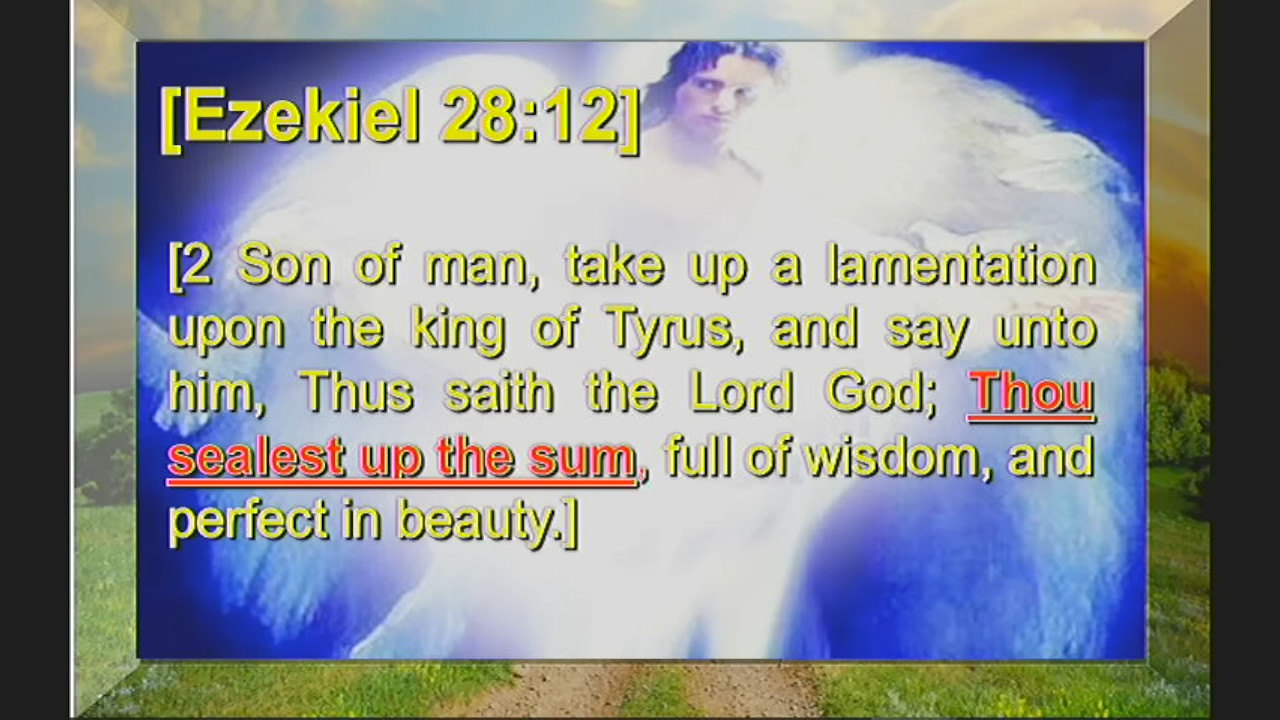 [Ezekiel 28:12]
[2 Son of man, take up a lamentation
upon the king of Tyrus, and say unto
him, Thus saith the Lord God; Thou
sealest up the sum, full of wisdom, and
perfect in beauty.]